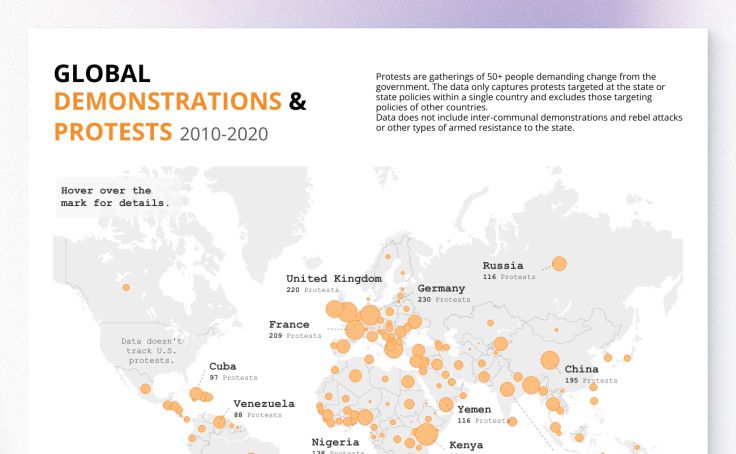 GLOBAL
DEMONSTRATIONS &
PROTESTS 2010-2020
Protests are gatherings of 50+ people demanding change from the
government. The data only captures protests targeted at the state or
state policies within a single country and excludes those targeting
policies of other countries.
Data does not include inter-communal demonstrations and rebel attacks
or other types of armed resistance to the state.
Hover over the
mark for details.
Russia
116 Protests
United Kingdom
220 Protests
Germany
230 Protests
France
209 Protests
Data doesn't
track U.S.
protests.
Cuba
97 Protests
China
195 Protests
Venezuela
88 Protests
Yemen
116 Protests
Nigeria
138 Protests
Kenya